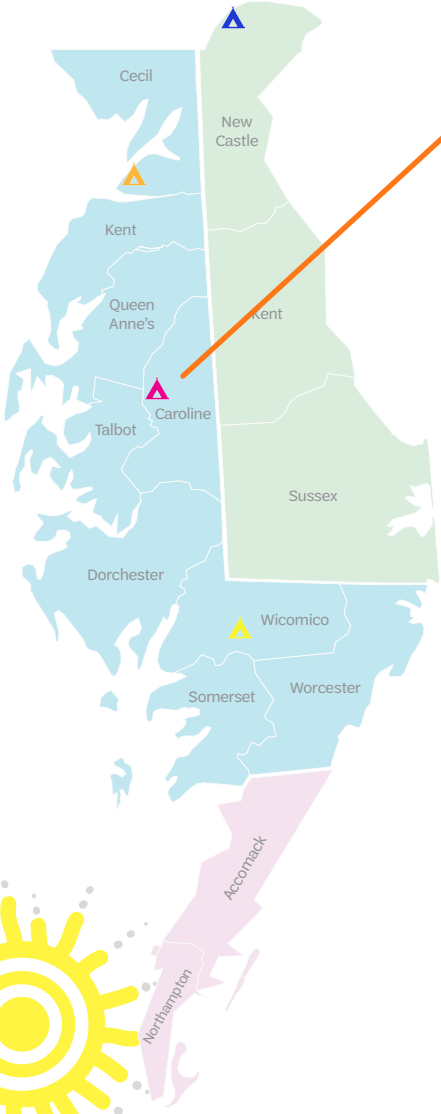 Cecil
New
Castle
Kent
Queen
Anne's
Kent
Caroline
Talbot
Sussex
Dorchester
Wicomico
Worcester
Somerset
Accomack
Northampton